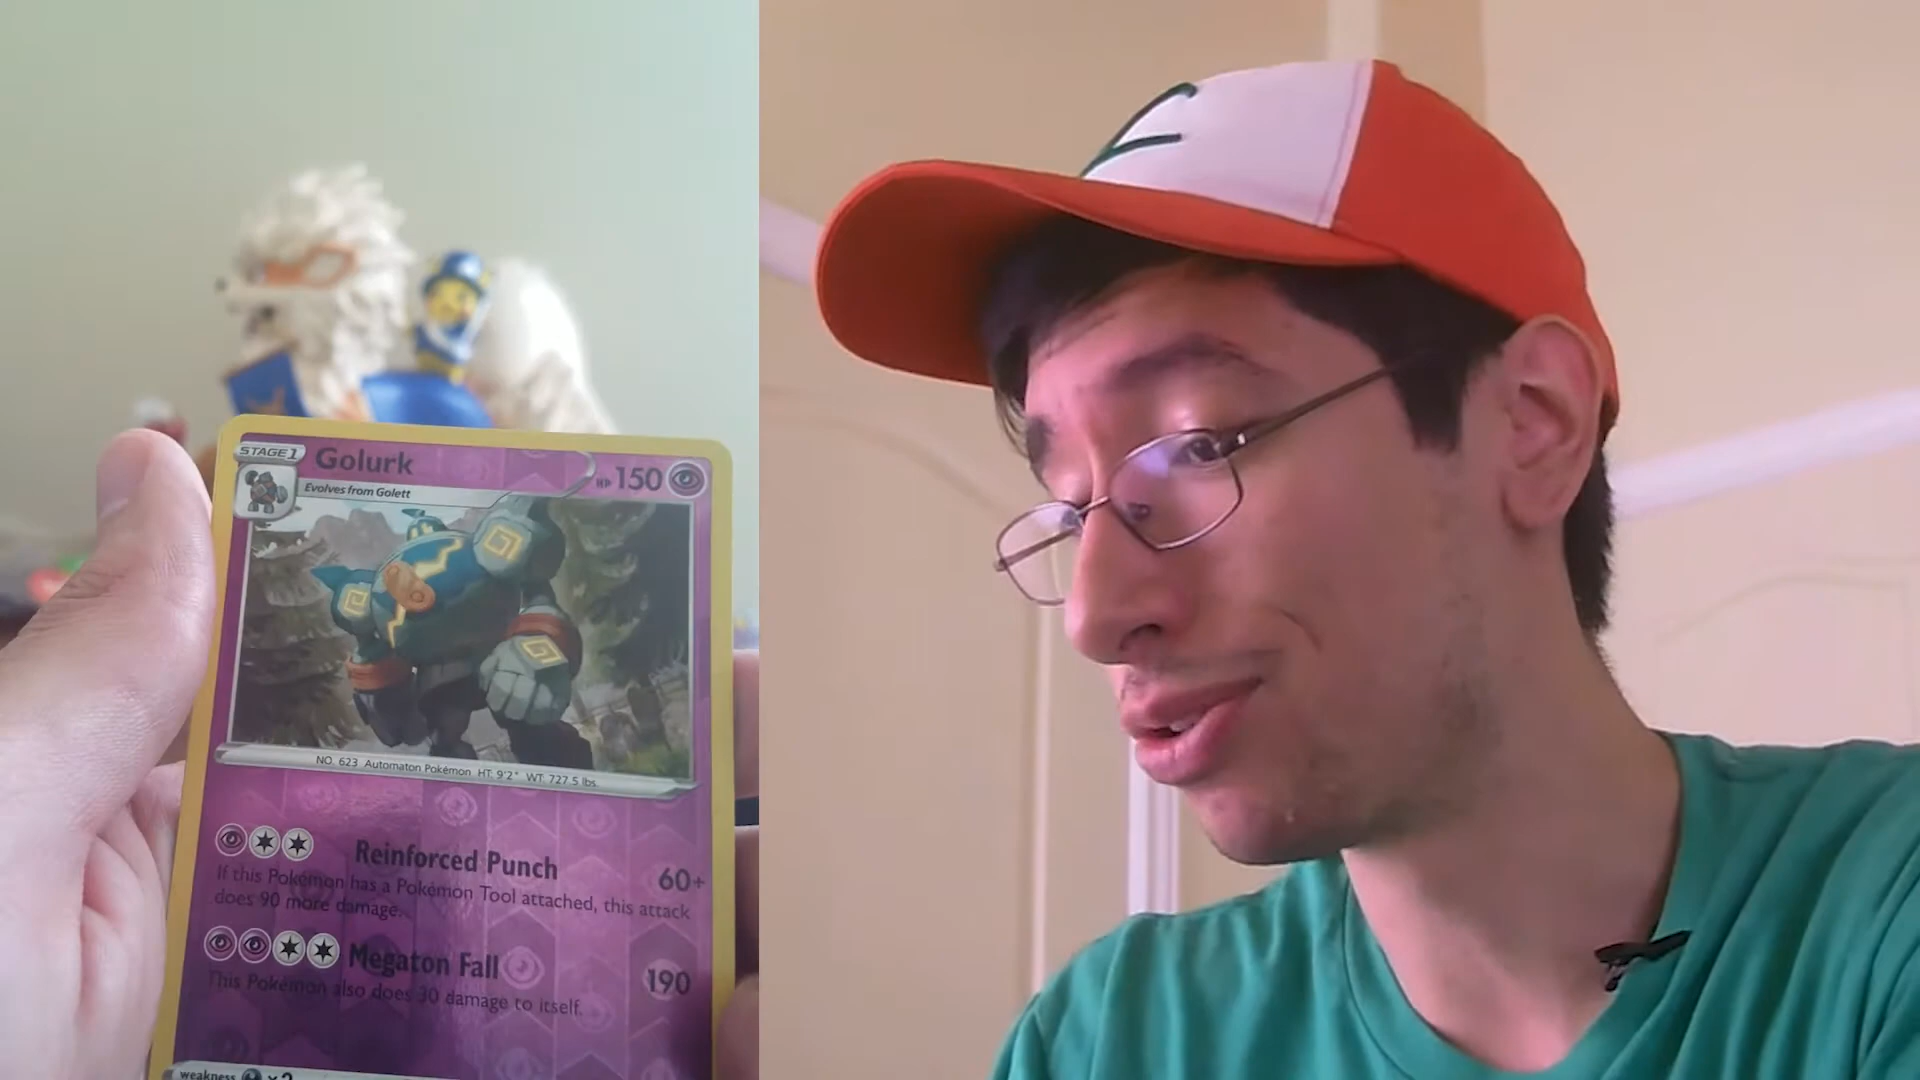 STAGE 1
Golurk
HP 150
Evolves from Golett
NO. 623 Automaton Pokémon HT: 9'2" WT: 727.5 lbs.
Reinforced Punch 60+
If this Pokémon has a Pokémon Tool attached, this attack
does 90 more damage.
Megaton Fall 190
This Pokémon also does 30 damage to itself.
weakness ×2